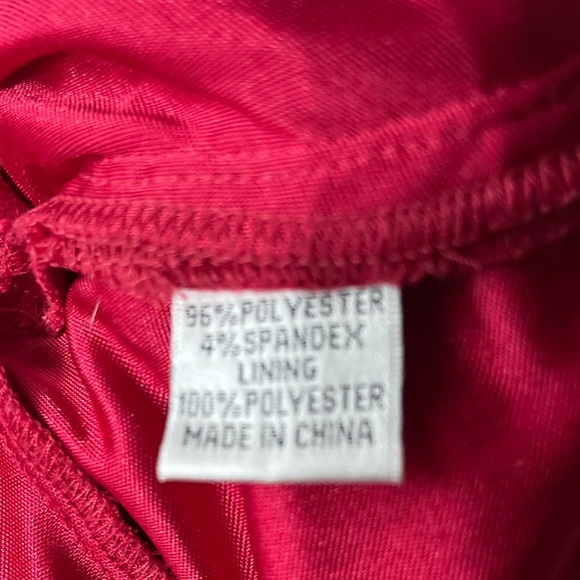 96%POLYESTER
4%SPANDEX
LINING
100%POLYESTER
MADE IN CHINA